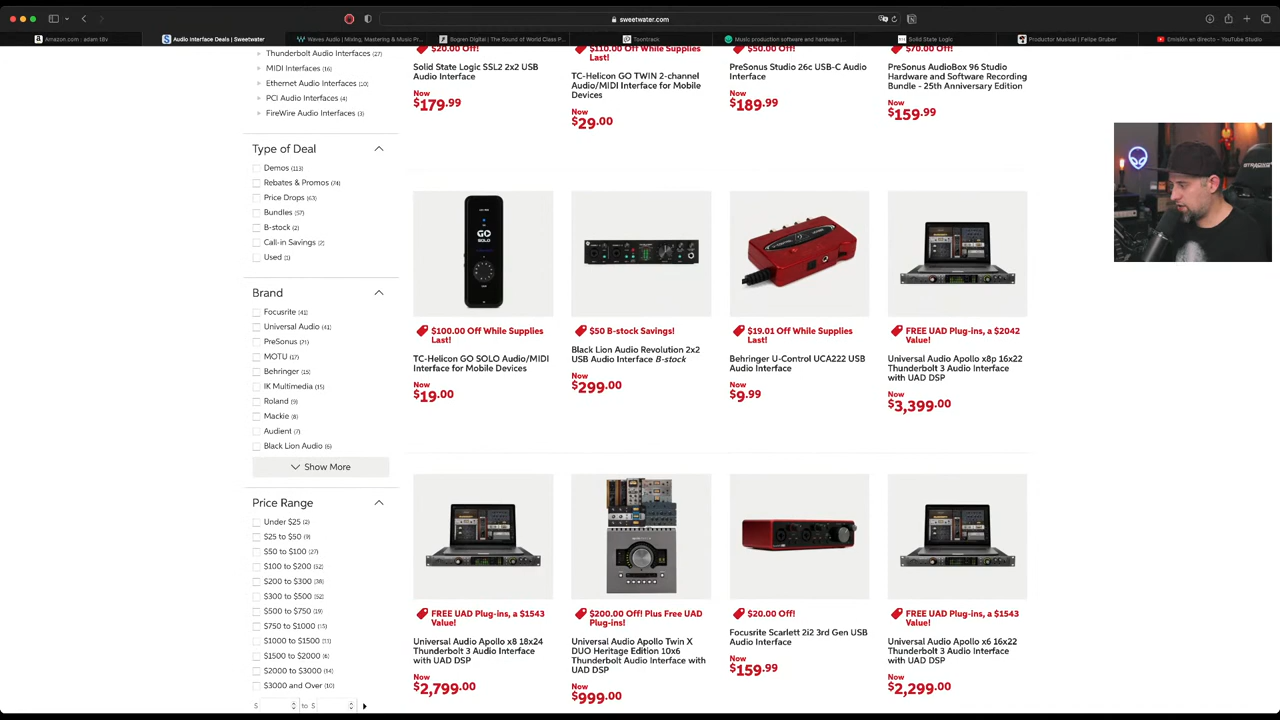 sweetwater.com
Amazon.com : adam t8v
Audio Interface Deals | Sweetwater
Waves Audio | Mixing, Mastering & Music Pr...
Bogren Digital | The Sound of World Class P...
Toontrack
Music production software and hardware |...
Solid State Logic
Productor Musical | Felipe Gruber
Emisión en directo - YouTube Studio
Thunderbolt Audio Interfaces (27)
MIDI Interfaces (16)
Ethernet Audio Interfaces (10)
PCI Audio Interfaces (4)
FireWire Audio Interfaces (3)
Type of Deal
Demos (113)
Rebates & Promos (74)
Price Drops (63)
Bundles (57)
B-stock (2)
Call-in Savings (2)
Used (1)
Brand
Focusrite (41)
Universal Audio (41)
PreSonus (21)
MOTU (17)
Behringer (15)
IK Multimedia (15)
Roland (9)
Mackie (8)
Audient (7)
Black Lion Audio (6)
Show More
Price Range
Under $25 (2)
$25 to $50 (9)
$50 to $100 (27)
$100 to $200 (52)
$200 to $300 (38)
$300 to $500 (52)
$500 to $750 (19)
$750 to $1000 (15)
$1000 to $1500 (11)
$1500 to $2000 (6)
$2000 to $3000 (14)
$3000 and Over (10)
$ to $
$20.00 Off!
Solid State Logic SSL2 2x2 USB
Audio Interface
Now
$179.99
$110.00 Off While Supplies
Last!
TC-Helicon GO TWIN 2-channel
Audio/MIDI Interface for Mobile
Devices
Now
$29.00
$50.00 Off!
PreSonus Studio 26c USB-C Audio
Interface
Now
$189.99
$70.00 Off!
PreSonus AudioBox 96 Studio
Hardware and Software Recording
Bundle - 25th Anniversary Edition
Now
$159.99
GO
SOLO
$100.00 Off While Supplies
Last!
TC-Helicon GO SOLO Audio/MIDI
Interface for Mobile Devices
Now
$19.00
$50 B-stock Savings!
Black Lion Audio Revolution 2x2
USB Audio Interface B-stock
Now
$299.00
$19.01 Off While Supplies
Last!
Behringer U-Control UCA222 USB
Audio Interface
Now
$9.99
FREE UAD Plug-ins, a $2042
Value!
Universal Audio Apollo x8p 16x22
Thunderbolt 3 Audio Interface
with UAD DSP
Now
$3,399.00
FREE UAD Plug-ins, a $1543
Value!
Universal Audio Apollo x8 18x24
Thunderbolt 3 Audio Interface
with UAD DSP
Now
$2,799.00
$200.00 Off! Plus Free UAD
Plug-ins!
Universal Audio Apollo Twin X
DUO Heritage Edition 10x6
Thunderbolt Audio Interface with
UAD DSP
Now
$999.00
$20.00 Off!
Focusrite Scarlett 2i2 3rd Gen USB
Audio Interface
Now
$159.99
FREE UAD Plug-ins, a $1543
Value!
Universal Audio Apollo x6 16x22
Thunderbolt 3 Audio Interface
with UAD DSP
Now
$2,299.00